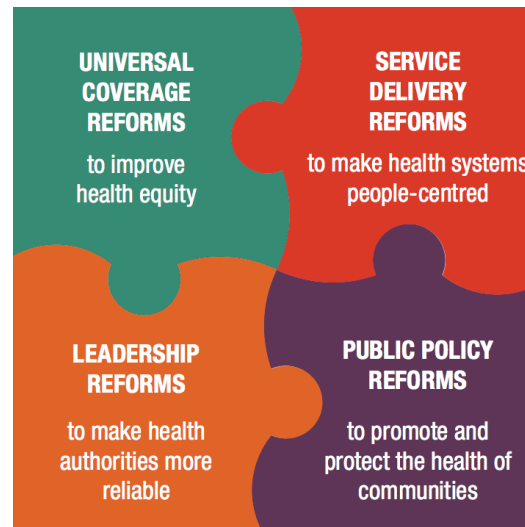 UNIVERSAL
COVERAGE
REFORMS
to improve
health equity
SERVICE
DELIVERY
REFORMS
to make health systems
people-centred
LEADERSHIP
REFORMS
to make health
authorities more
reliable
PUBLIC POLICY
REFORMS
to promote and
protect the health of
communities